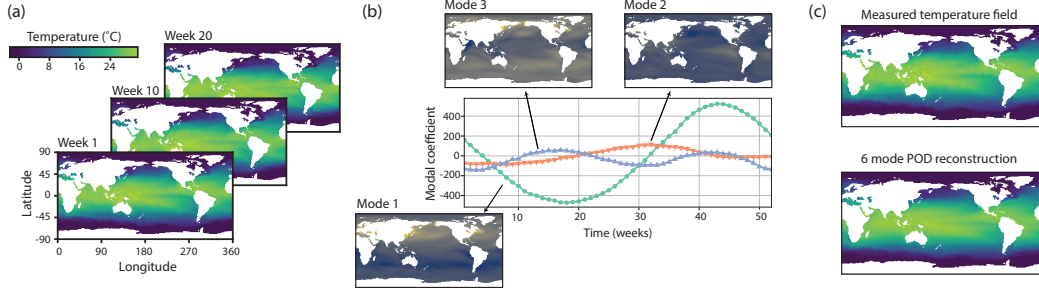 (a)
Temperature (˚C)
0 8 16 24
Week 20
Week 10
Week 1
90
45
0
-45
-90
Latitude
0 90 180 270 360
Longitude
(b)
Mode 3
Mode 2
400
200
0
-200
-400
Modal coefficient
10 20 30 40 50
Time (weeks)
Mode 1
(c)
Measured temperature field
6 mode POD reconstruction